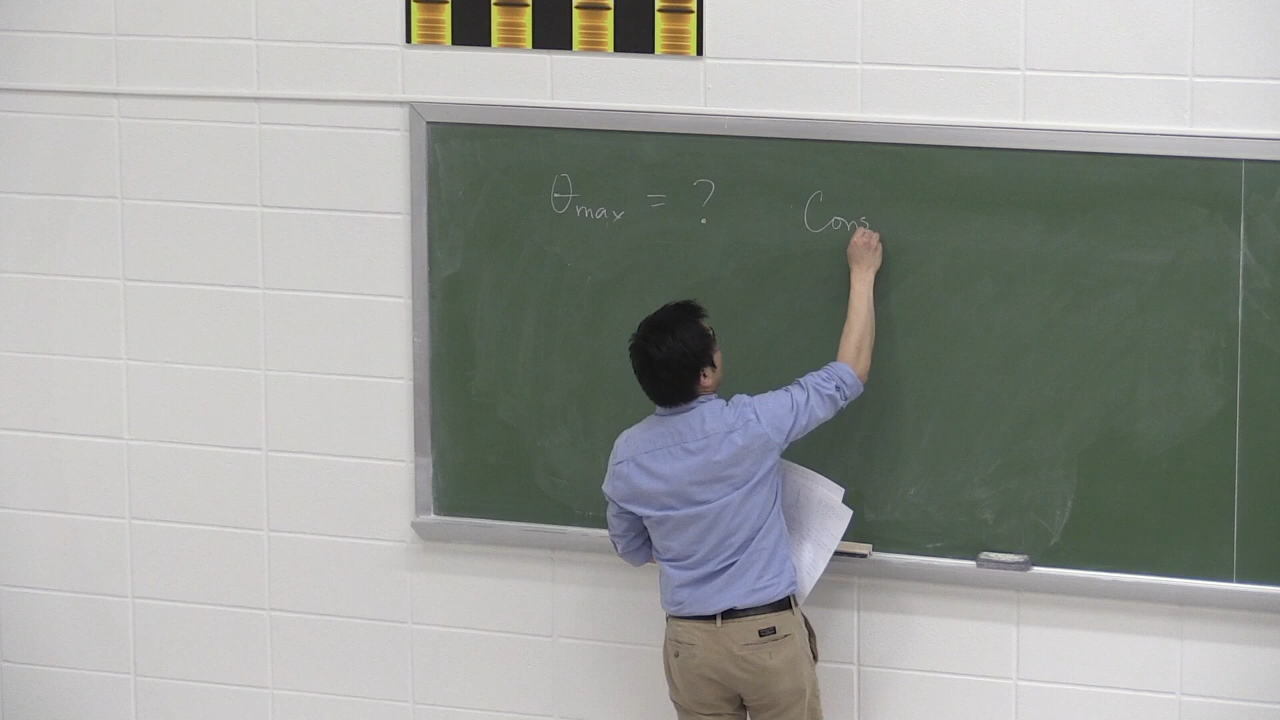 θmax = ? Cons